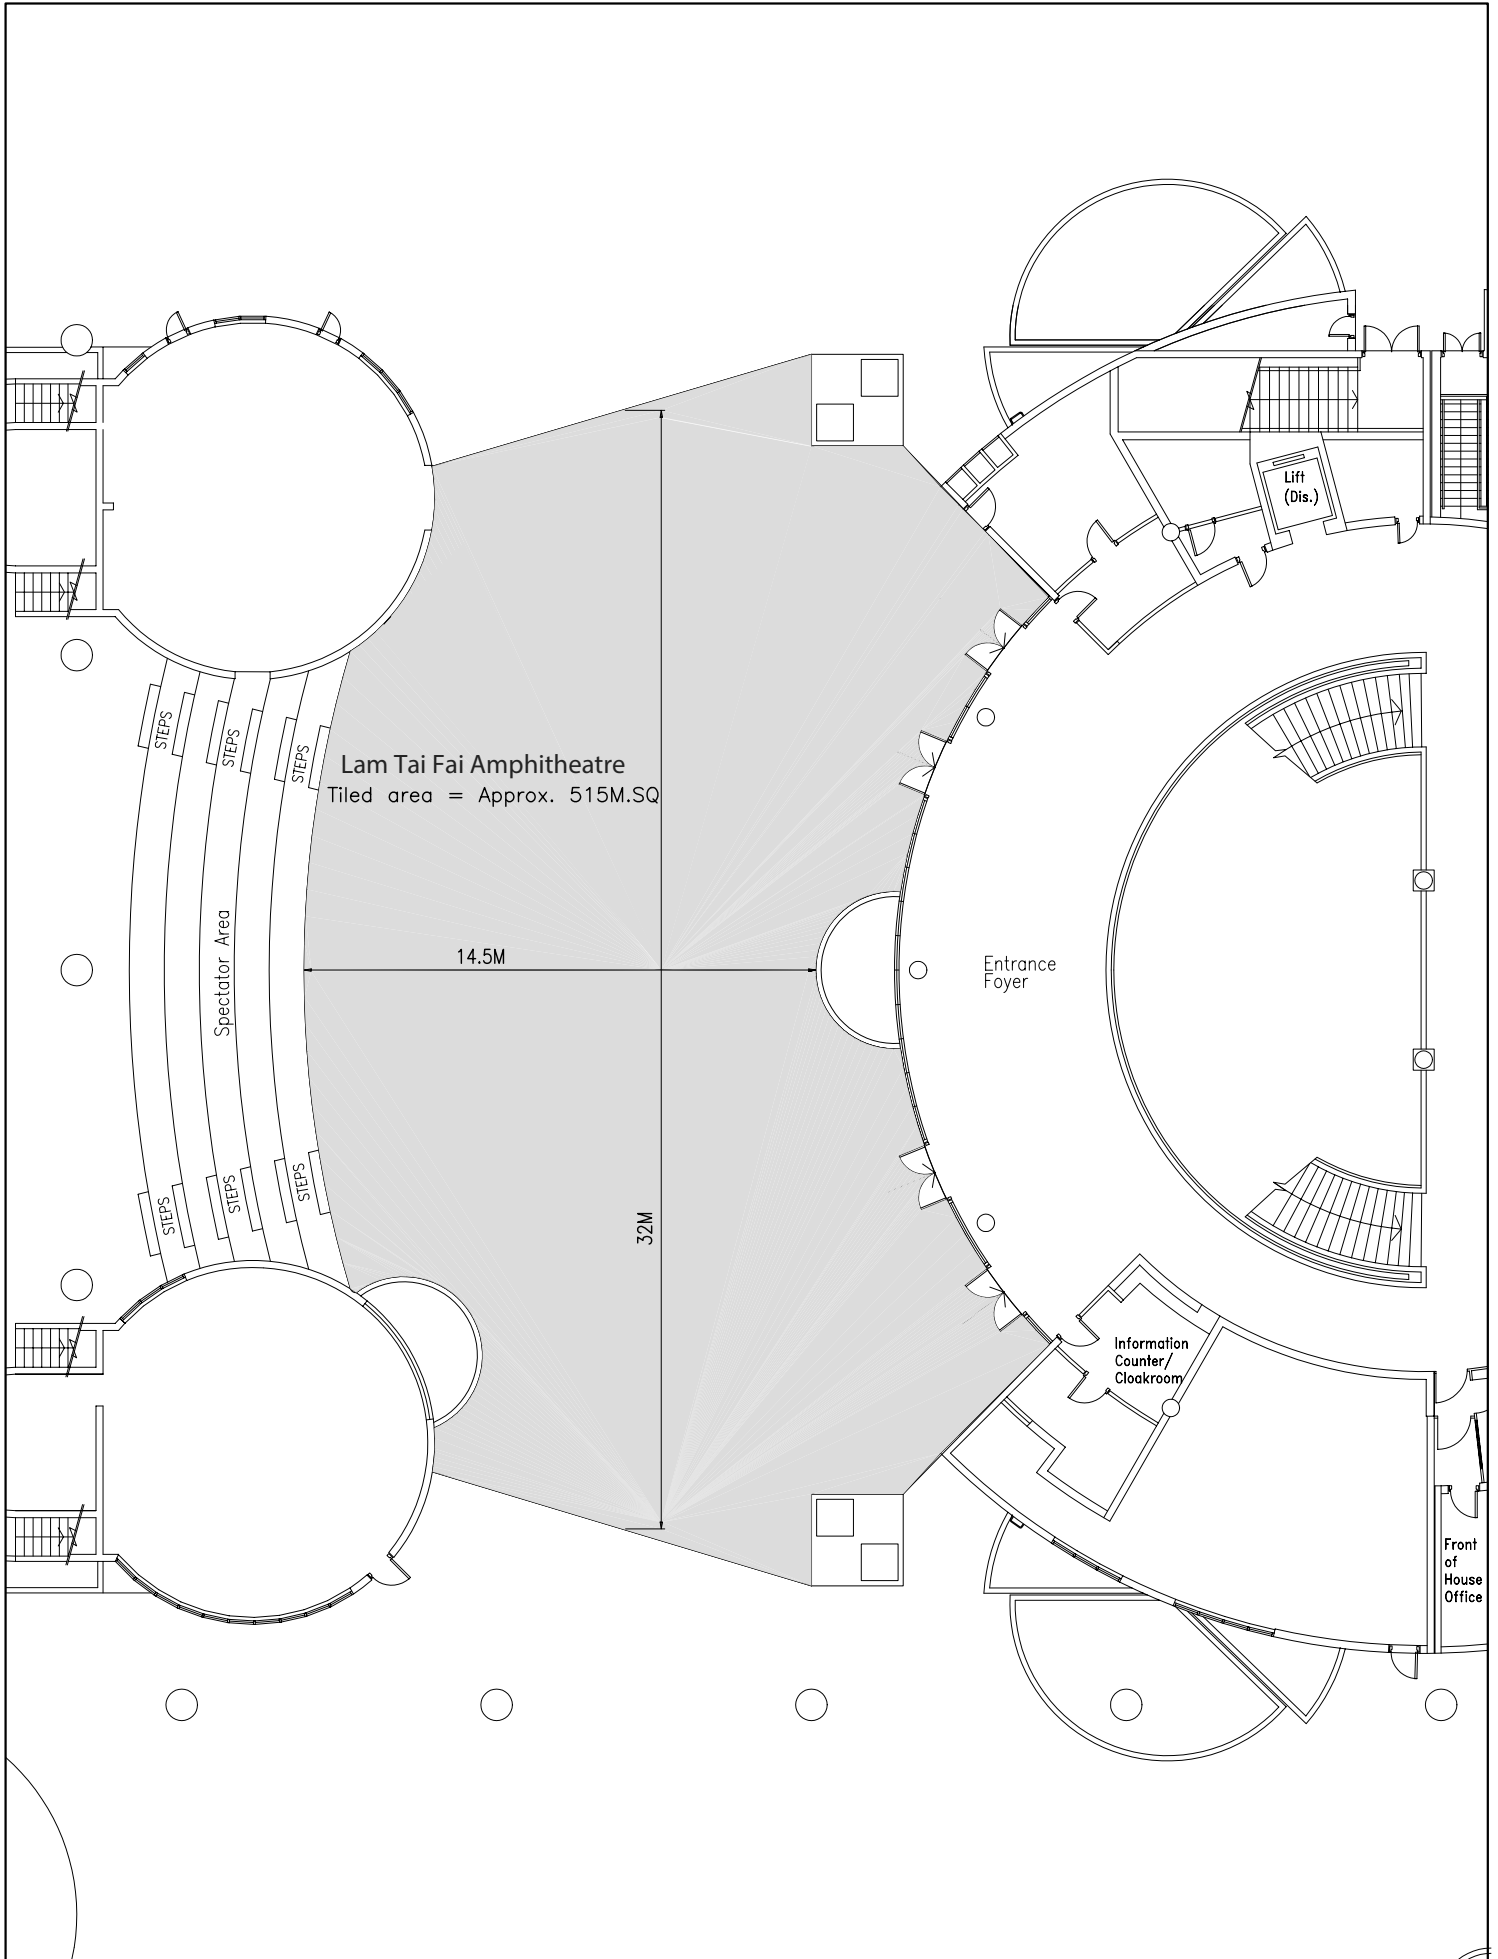 Lift
(Dis.)
STEPS
STEPS
STEPS
Lam Tai Fai Amphitheatre
Tiled area = Approx. 515M.SQ
Spectator Area
14.5M
Entrance
Foyer
32M
STEPS
STEPS
STEPS
Information
Counter/
Cloakroom
Front
of
House
Office